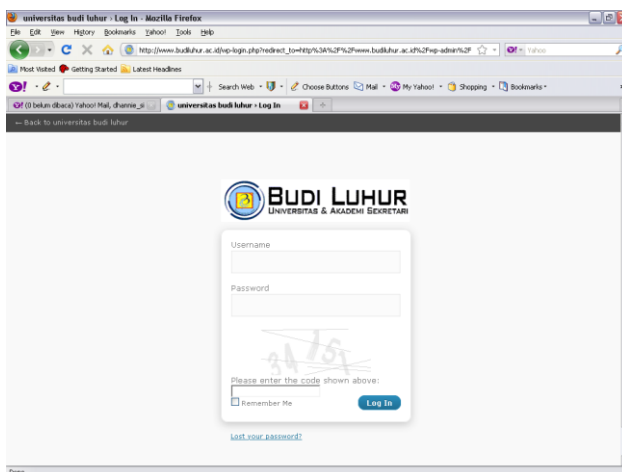 universitas budi luhur › Log In - Mozilla Firefox
File Edit View History Bookmarks Yahoo! Tools Help
http://www.budiluhur.ac.id/wp-login.php?redirect_to=http%3A%2F%2Fwww.budiluhur.ac.id%2Fwp-admin%2F Yahoo
Most Visited Getting Started Latest Headlines
Search Web Choose Buttons Mail My Yahoo! Shopping Bookmarks
(0 belum dibaca) Yahoo! Mail, dhannie_si universitas budi luhur › Log In
← Back to universitas budi luhur
BUDI LUHUR
UNIVERSITAS & AKADEMI SEKRETARI
Username
Password
Please enter the code shown above:
Remember Me Log In
Lost your password?